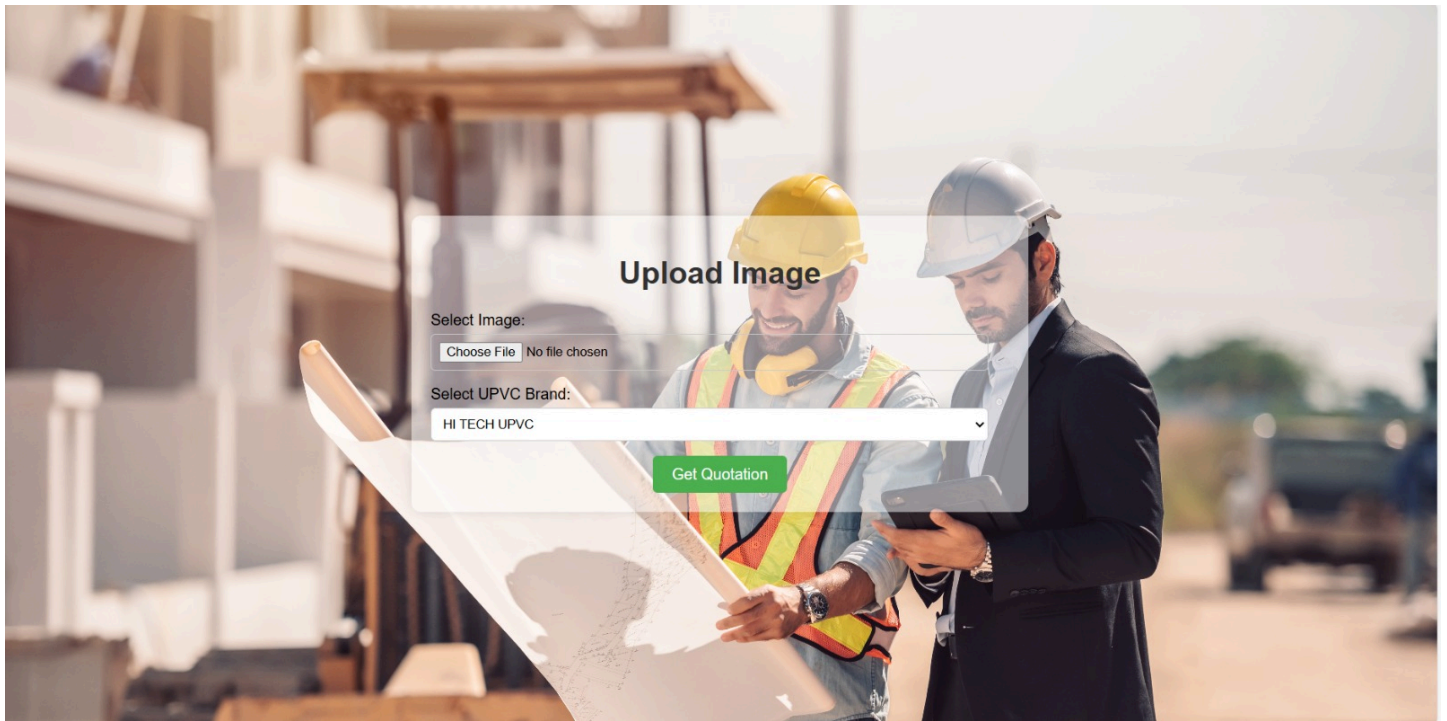 Upload Image
Select Image:
Choose File No file chosen
Select UPVC Brand:
HI TECH UPVC
Get Quotation